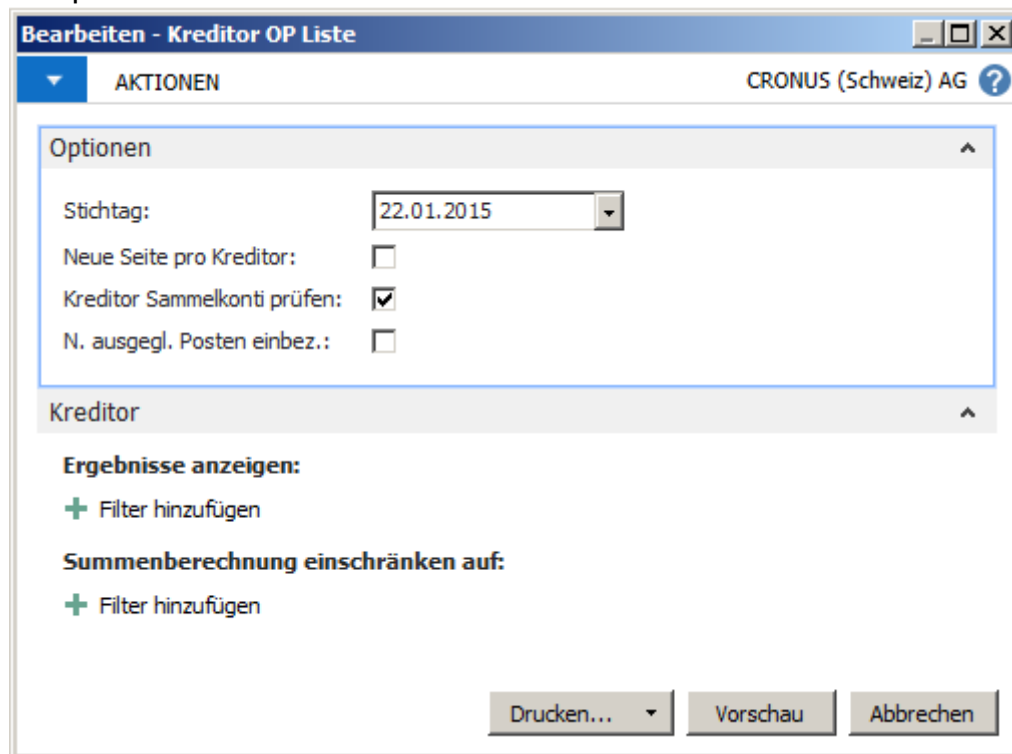 Bearbeiten - Kreditor OP Liste
AKTIONEN
CRONUS (Schweiz) AG ?
Optionen
Stichtag: 22.01.2015
Neue Seite pro Kreditor:
Kreditor Sammelkonti prüfen:
N. ausgegl. Posten einbez.:
Kreditor
Ergebnisse anzeigen:
Filter hinzufügen
Summenberechnung einschränken auf:
Filter hinzufügen
Drucken... Vorschau Abbrechen